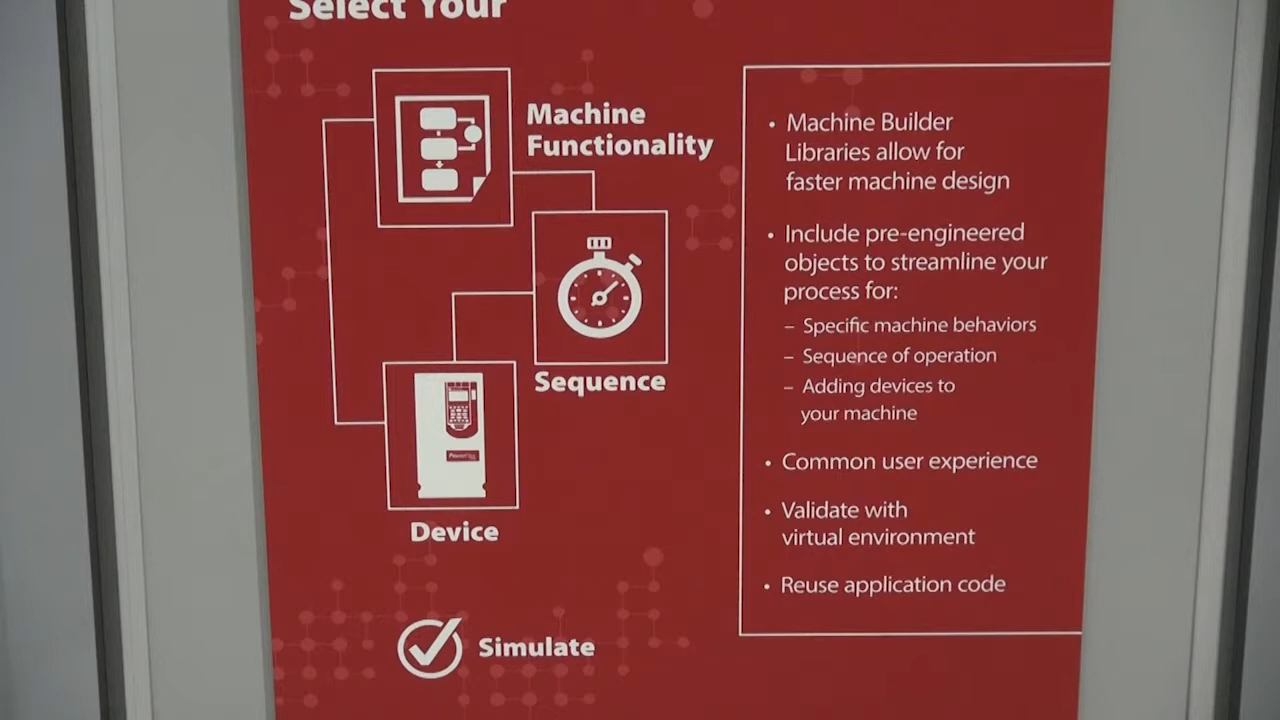 Select Your
Machine
Functionality
Sequence
Device
Simulate
• Machine Builder
Libraries allow for
faster machine design
• Include pre-engineered
objects to streamline your
process for:
– Specific machine behaviors
– Sequence of operation
– Adding devices to
your machine
• Common user experience
• Validate with
virtual environment
• Reuse application code